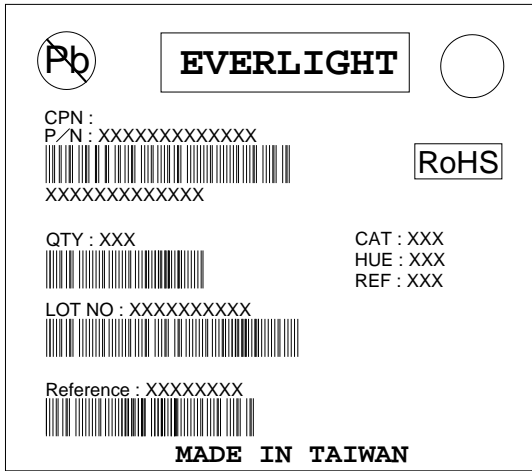 Pb
EVERLIGHT
CPN :
P/N : XXXXXXXXXXXXX
RoHS
XXXXXXXXXXXXX
QTY : XXX
CAT : XXX
HUE : XXX
REF : XXX
LOT NO : XXXXXXXXXX
Reference : XXXXXXXX
MADE IN TAIWAN